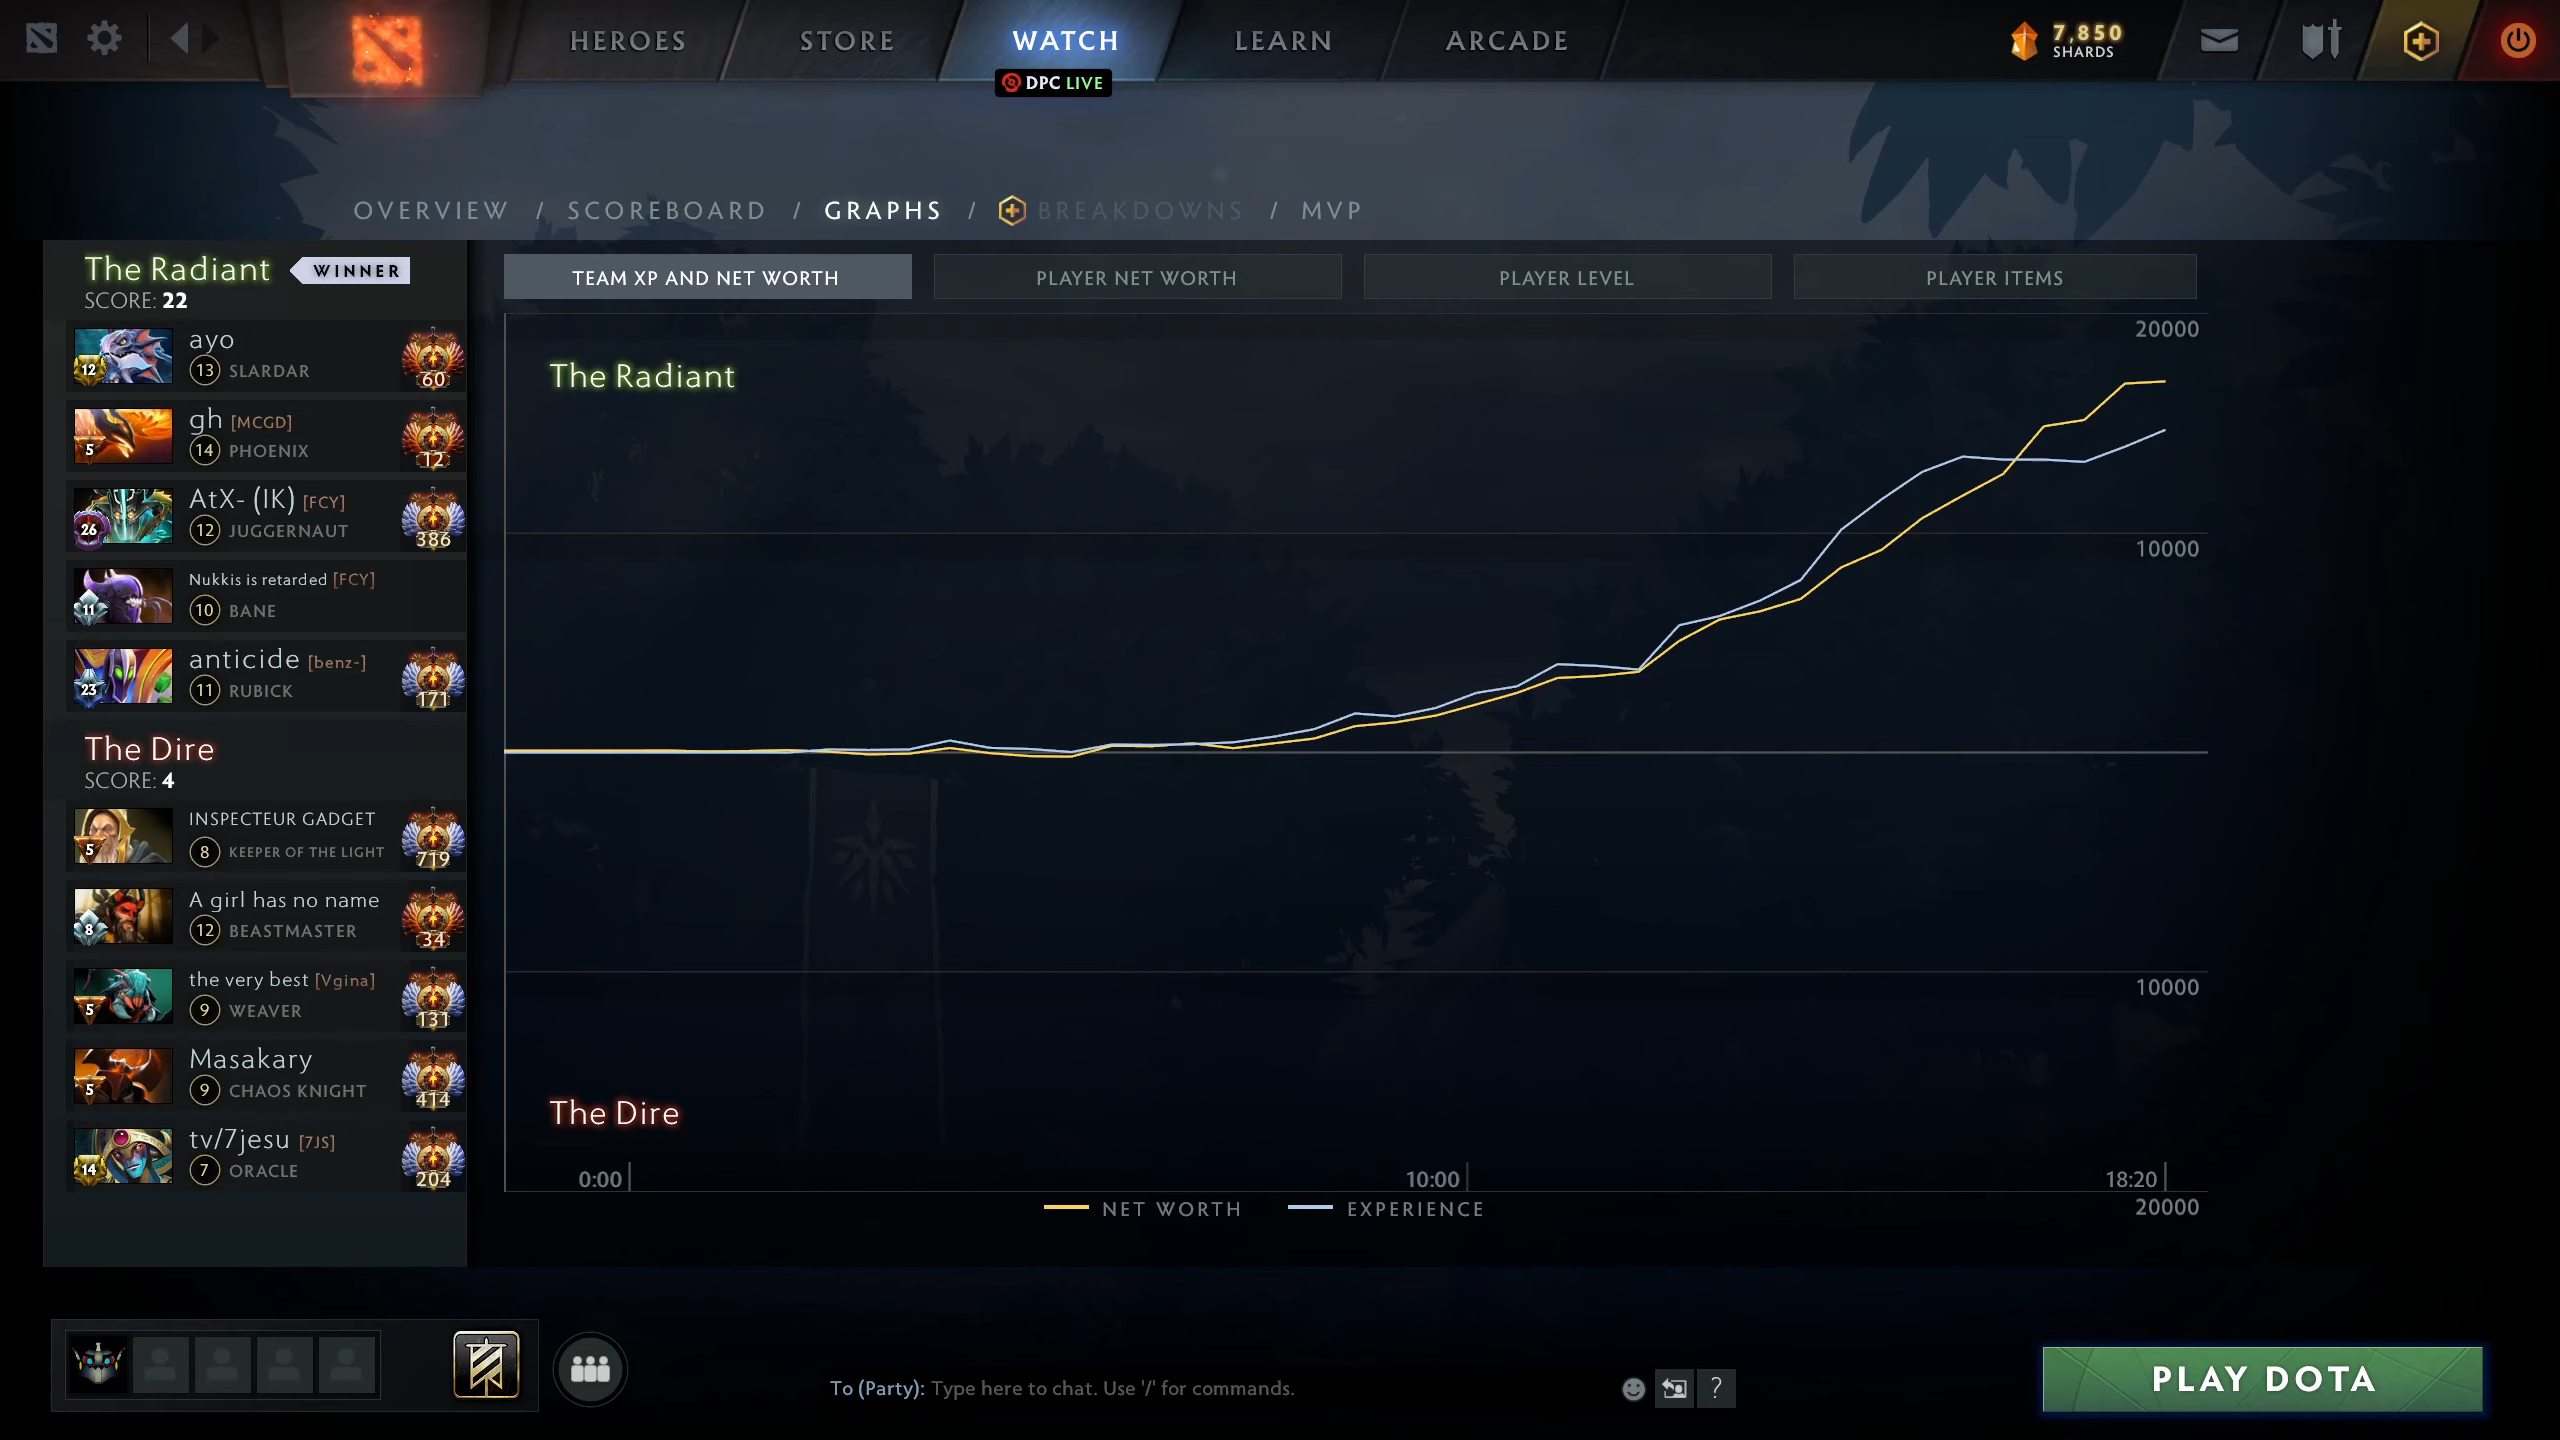 HEROES
STORE
WATCH
LEARN
ARCADE
7,850
SHARDS
DPC LIVE
OVERVIEW / SCOREBOARD / GRAPHS / BREAKDOWNS / MVP
The Radiant WINNER
SCORE: 22
12 ayo
13 SLARDAR
60
5 gh [MCGD]
14 PHOENIX
12
26 AtX- (IK) [FCY]
12 JUGGERNAUT
386
11 Nukkis is retarded [FCY]
10 BANE
23 anticide [benz-]
11 RUBICK
171
The Dire
SCORE: 4
5 INSPECTEUR GADGET
8 KEEPER OF THE LIGHT
719
8 A girl has no name
12 BEASTMASTER
34
5 the very best [Vgina]
9 WEAVER
131
5 Masakary
9 CHAOS KNIGHT
414
14 tv/7jesu [7JS]
7 ORACLE
204
TEAM XP AND NET WORTH
PLAYER NET WORTH
PLAYER LEVEL
PLAYER ITEMS
20000
The Radiant
10000
10000
The Dire
0:00
10:00
18:20
NET WORTH
EXPERIENCE
20000
To (Party): Type here to chat. Use '/' for commands.
?
PLAY DOTA